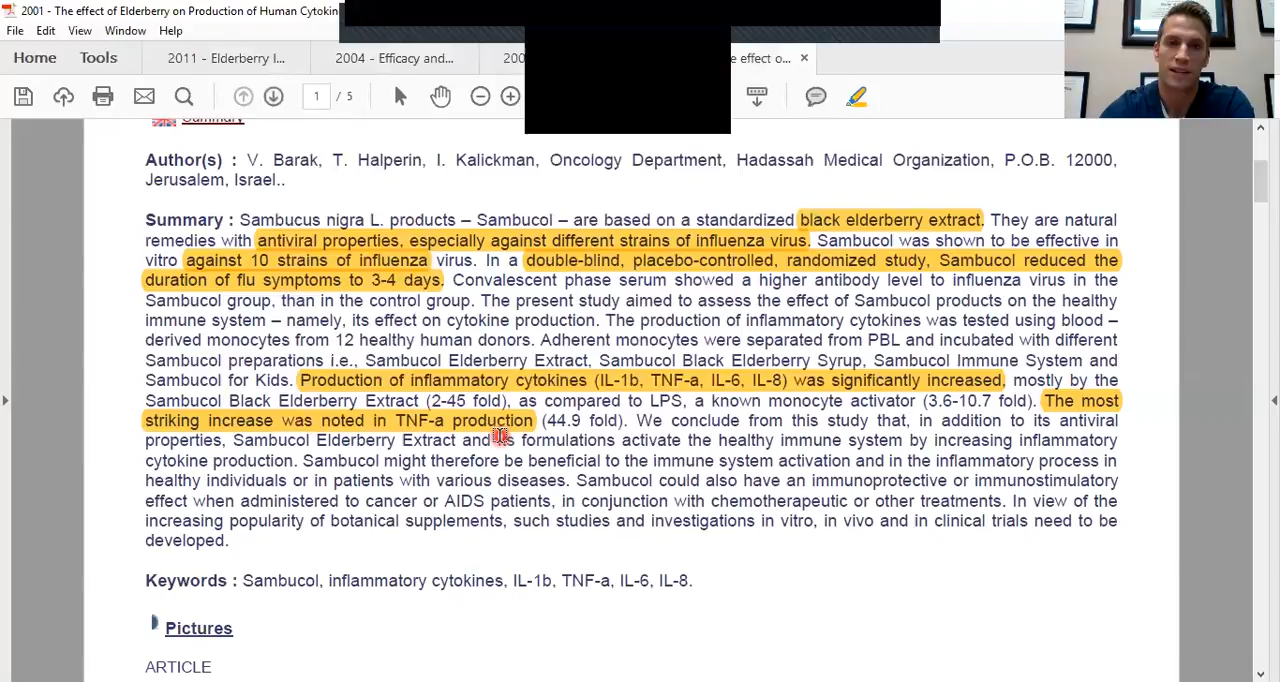 2001 - The effect of Elderberry on Production of Human Cytokin
File Edit View Window Help
Home Tools 2011 - Elderberry I... 2004 - Efficacy and... 200 e effect o... ×
1 / 5
Summary
Author(s) : V. Barak, T. Halperin, I. Kalickman, Oncology Department, Hadassah Medical Organization, P.O.B. 12000,
Jerusalem, Israel..
Summary : Sambucus nigra L. products – Sambucol – are based on a standardized black elderberry extract. They are natural
remedies with antiviral properties, especially against different strains of influenza virus. Sambucol was shown to be effective in
vitro against 10 strains of influenza virus. In a double-blind, placebo-controlled, randomized study, Sambucol reduced the
duration of flu symptoms to 3-4 days. Convalescent phase serum showed a higher antibody level to influenza virus in the
Sambucol group, than in the control group. The present study aimed to assess the effect of Sambucol products on the healthy
immune system – namely, its effect on cytokine production. The production of inflammatory cytokines was tested using blood –
derived monocytes from 12 healthy human donors. Adherent monocytes were separated from PBL and incubated with different
Sambucol preparations i.e., Sambucol Elderberry Extract, Sambucol Black Elderberry Syrup, Sambucol Immune System and
Sambucol for Kids. Production of inflammatory cytokines (IL-1b, TNF-a, IL-6, IL-8) was significantly increased, mostly by the
Sambucol Black Elderberry Extract (2-45 fold), as compared to LPS, a known monocyte activator (3.6-10.7 fold). The most
striking increase was noted in TNF-a production (44.9 fold). We conclude from this study that, in addition to its antiviral
properties, Sambucol Elderberry Extract and its formulations activate the healthy immune system by increasing inflammatory
cytokine production. Sambucol might therefore be beneficial to the immune system activation and in the inflammatory process in
healthy individuals or in patients with various diseases. Sambucol could also have an immunoprotective or immunostimulatory
effect when administered to cancer or AIDS patients, in conjunction with chemotherapeutic or other treatments. In view of the
increasing popularity of botanical supplements, such studies and investigations in vitro, in vivo and in clinical trials need to be
developed.
Keywords : Sambucol, inflammatory cytokines, IL-1b, TNF-a, IL-6, IL-8.
Pictures
ARTICLE